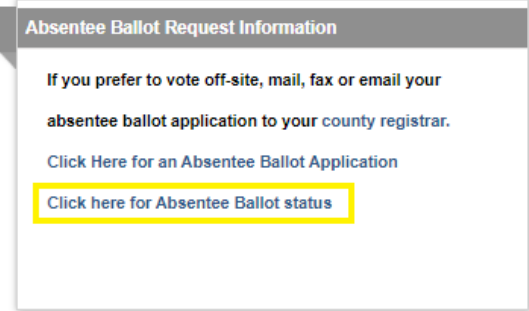 Absentee Ballot Request Information
If you prefer to vote off-site, mail, fax or email your
absentee ballot application to your county registrar.
Click Here for an Absentee Ballot Application
Click here for Absentee Ballot status